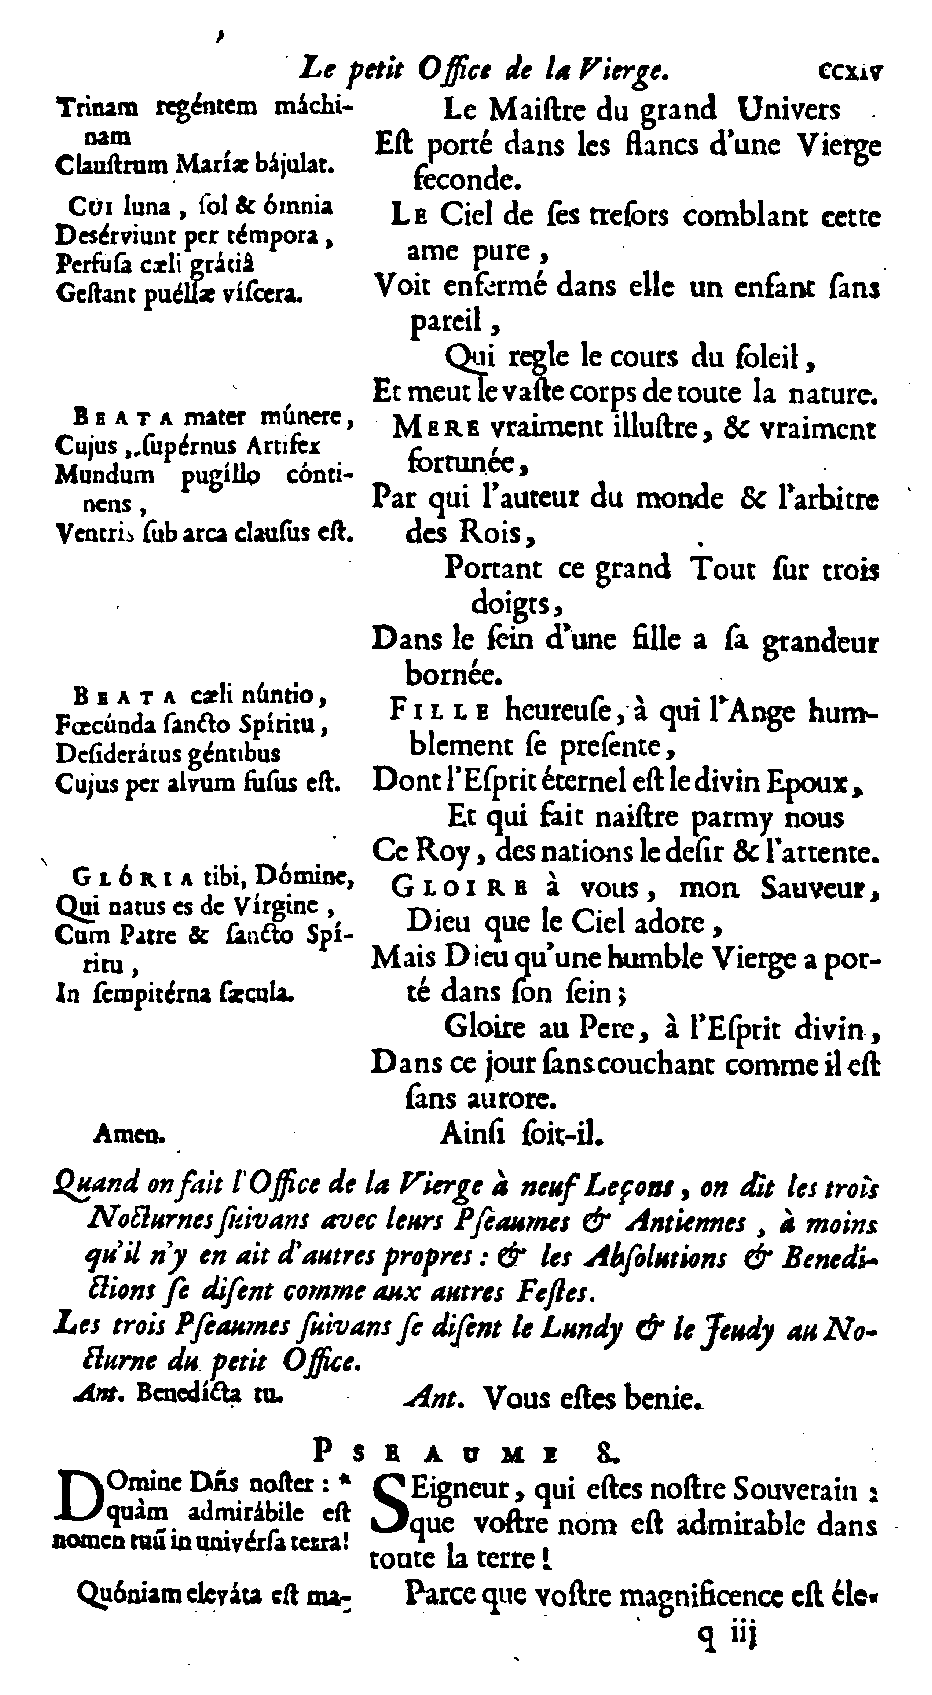 Le petit Office de la Vierge. CCXIV
Trinam regéntem máchi-
nam
Clauſtrum Maríæ bájulat.
CUI luna, ſol & ómnia
Desérviunt per témpora,
Perfuſa cæli grátiâ
Geſtant puéllæ víſcera.
BEATA mater múnere,
Cujus, ſupérnus Artifex
Mundum pugíllo cónti-
nens,
Ventris ſub arca clauſus eſt.
BEATA cæli núntio,
Fœcúnda ſancto Spíritu,
Deſiderátus géntibus
Cujus per alvum fuſus eſt.
GLÓRIA tibi, Dómine,
Qui natus es de Vírgine,
Cum Patre & ſancto Spí-
ritu,
In ſempitérna ſæcula.
Amen.
Le Maiſtre du grand Univers
Eſt porté dans les flancs d'une Vierge
feconde.
LE Ciel de ſes treſors comblant cette
ame pure,
Voit enfermé dans elle un enfant ſans
pareil,
Qui regle le cours du ſoleil,
Et meut le vaſte corps de toute la nature.
MERE vraiment illuſtre, & vraiment
fortunée,
Par qui l'auteur du monde & l'arbitre
des Rois,
Portant ce grand Tout ſur trois
doigts,
Dans le ſein d'une fille a ſa grandeur
bornée.
FILLE heureuſe, à qui l'Ange hum-
blement ſe preſente,
Dont l'Eſprit éternel eſt le divin Epoux,
Et qui fait naiſtre parmy nous
Ce Roy, des nations le deſir & l'attente.
GLOIRE à vous, mon Sauveur,
Dieu que le Ciel adore,
Mais Dieu qu'une humble Vierge a por-
té dans ſon ſein;
Gloire au Pere, à l'Eſprit divin,
Dans ce jour ſans couchant comme il eſt
ſans aurore.
Ainſi ſoit-il.
Quand on fait l'Office de la Vierge à neuf Leçons, on dit les trois
Nocturnes ſuivans avec leurs Pſeaumes & Antiennes, à moins
qu'il n'y en ait d'autres propres: & les Abſolutions & Benedi-
ctions ſe diſent comme aux autres Feſtes.
Les trois Pſeaumes ſuivans ſe diſent le Lundy & le Jeudy au No-
cturne du petit Office.
Ant. Benedícta tu.
Ant. Vous eſtes benie.
PSEAUME 8.
DOmine Dñs noſter: *
quàm admirábile eſt
nomen tuũ in univérſa terra!
Quóniam eleváta eſt ma-
SEigneur, qui eſtes noſtre Souverain:
que voſtre nom eſt admirable dans
toute la terre!
Parce que voſtre magnificence eſt éle-
q iij